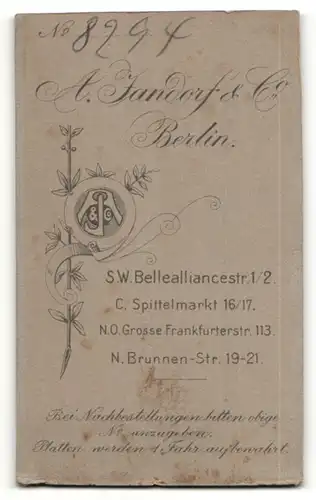 No 8294
A. Jandorf & Co
Berlin.
A J & C
S.W. Bellealliancestr. 1/2.
C. Spittelmarkt 16/17.
N.O. Grosse Frankfurterstr. 113.
N. Brunnen-Str. 19-21.
Bei Nachbestellungen bitten obige
No. anzugeben.
Platten werden 1 Jahr aufbewahrt.